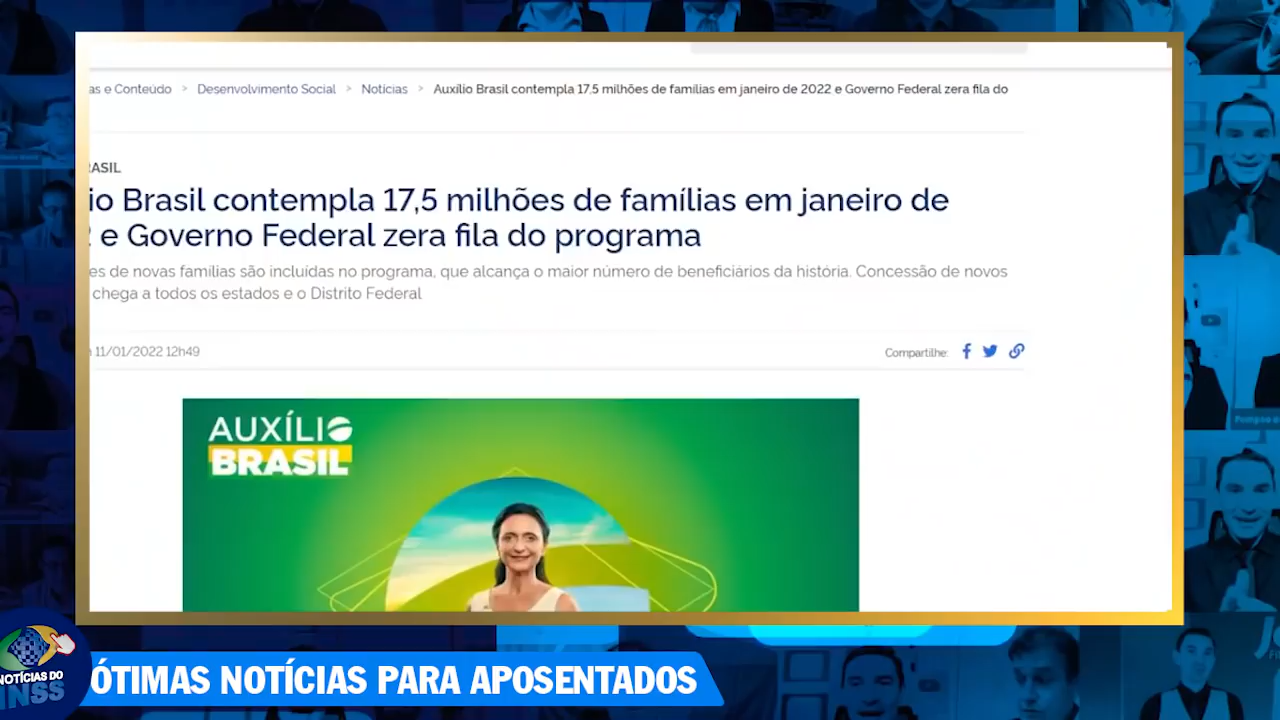 as e Conteúdo > Desenvolvimento Social > Notícias > Auxílio Brasil contempla 17,5 milhões de famílias em janeiro de 2022 e Governo Federal zera fila do
RASIL
io Brasil contempla 17,5 milhões de famílias em janeiro de
2 e Governo Federal zera fila do programa
es de novas famílias são incluídas no programa, que alcança o maior número de beneficiários da história. Concessão de novos
chega a todos os estados e o Distrito Federal
11/01/2022 12h49
Compartilhe:
AUXÍLIO
BRASIL
NOTÍCIAS DO
INSS
ÓTIMAS NOTÍCIAS PARA APOSENTADOS